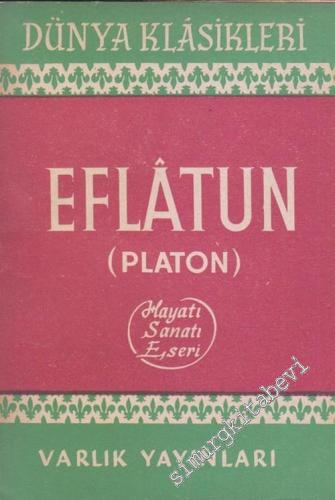 DÜNYA KLÂSİKLERİ
EFLÂTUN
(PLATON)
Hayatı
Sanatı
Eseri
VARLIK YAYINLARI
simurgkitabevi